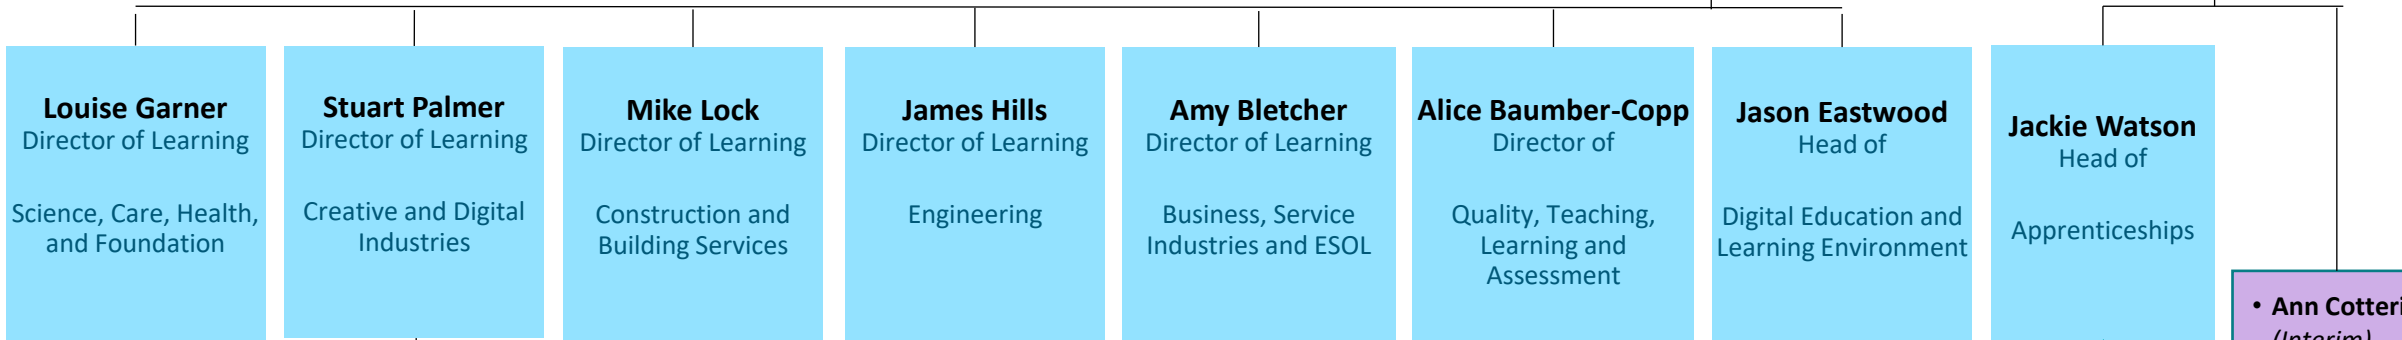 Louise Garner
Director of Learning
Science, Care, Health,
and Foundation
Stuart Palmer
Director of Learning
Creative and Digital
Industries
Mike Lock
Director of Learning
Construction and
Building Services
James Hills
Director of Learning
Engineering
Amy Bletcher
Director of Learning
Business, Service
Industries and ESOL
Alice Baumber-Copp
Director of
Quality, Teaching,
Learning and
Assessment
Jason Eastwood
Head of
Digital Education and
Learning Environment
Jackie Watson
Head of
Apprenticeships
• Ann
(Interim)